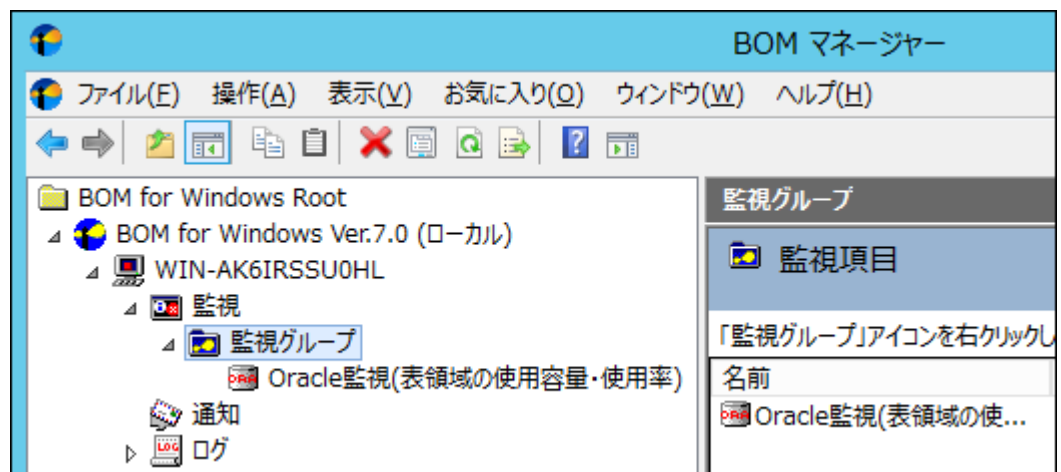 BOM マネージャー
ファイル(F) 操作(A) 表示(V) お気に入り(O) ウィンドウ(W) ヘルプ(H)
BOM for Windows Root
BOM for Windows Ver.7.0 (ローカル)
WIN-AK6IRSSU0HL
監視
監視グループ
Oracle監視(表領域の使用容量・使用率)
通知
ログ
監視グループ
監視項目
「監視グループ」アイコンを右クリックし
名前
Oracle監視(表領域の使...